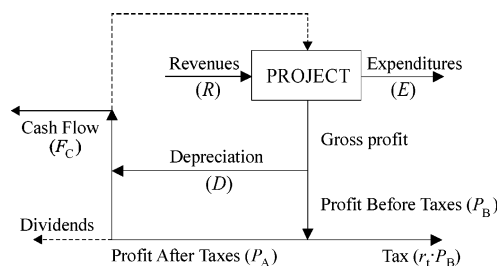 Revenues
(R)
PROJECT
Expenditures
(E)
Cash Flow
(F_C)
Depreciation
(D)
Gross profit
Profit Before Taxes (P_B)
Dividends
Profit After Taxes (P_A)
Tax (r_t·P_B)